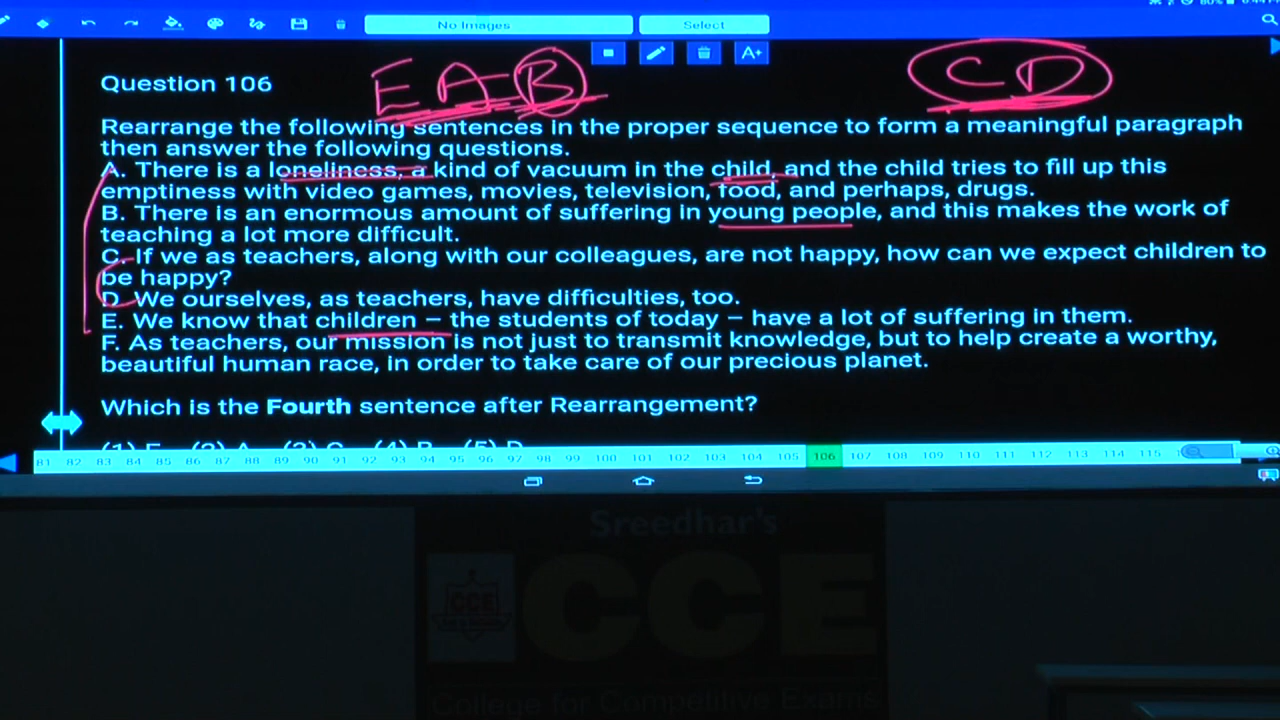 No Images
Select
A+
E A-B
C D
Question 106
Rearrange the following sentences in the proper sequence to form a meaningful paragraph
then answer the following questions.
A. There is a loneliness, a kind of vacuum in the child, and the child tries to fill up this
emptiness with video games, movies, television, food, and perhaps, drugs.
B. There is an enormous amount of suffering in young people, and this makes the work of
teaching a lot more difficult.
C. If we as teachers, along with our colleagues, are not happy, how can we expect children to
be happy?
D. We ourselves, as teachers, have difficulties, too.
E. We know that children – the students of today – have a lot of suffering in them.
F. As teachers, our mission is not just to transmit knowledge, but to help create a worthy,
beautiful human race, in order to take care of our precious planet.
Which is the Fourth sentence after Rearrangement?
81 82 83 84 85 86 87 88 89 90 91 92 93 94 95 96 97 98 99 100 101 102 103 104 105 106 107 108 109 110 111 112 113 114 115
Sreedhar's
CCE
CCE
College for Competitive Exams